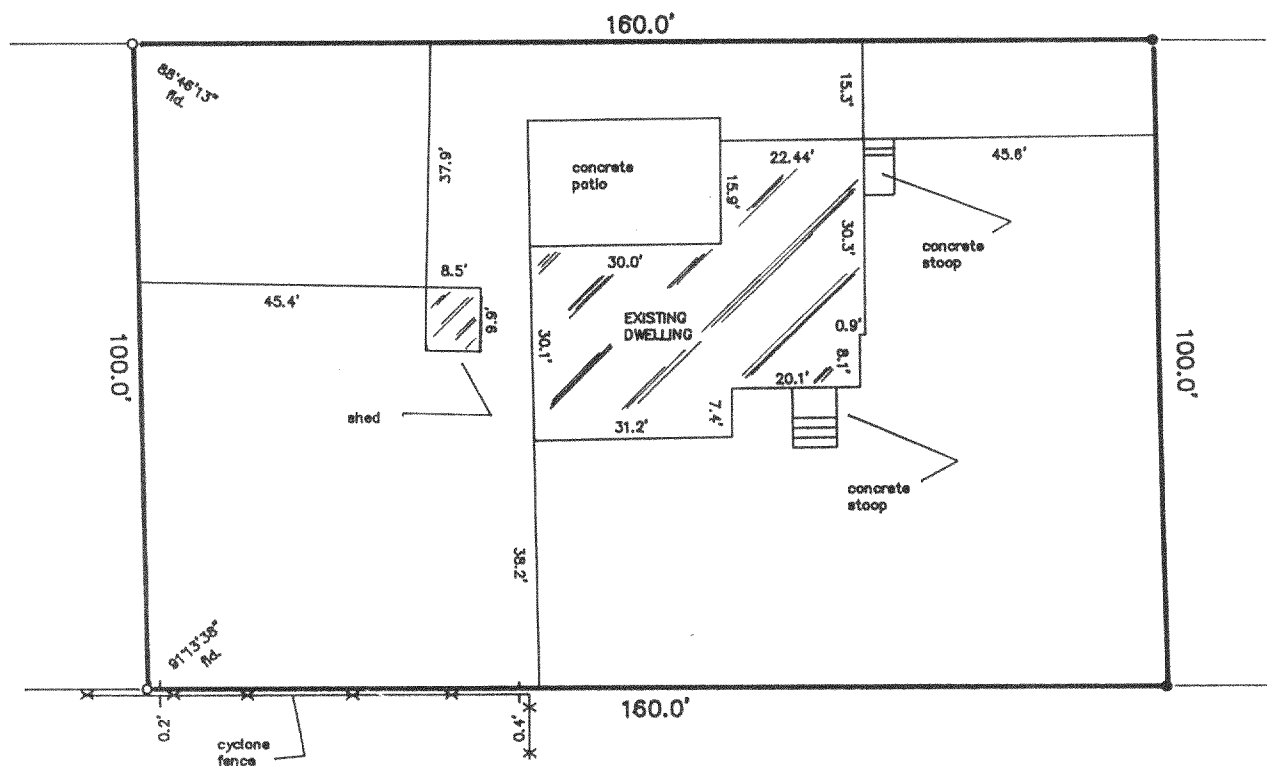 160.0'
88°46'13"
fld.
15.3'
37.9'
concrete
patio
22.44'
45.6'
15.9'
30.3'
concrete
stoop
30.0'
8.5'
45.4'
9.9'
EXISTING
DWELLING
0.9'
30.1'
8.1'
100.0'
100.0'
20.1'
shed
7.4'
31.2'
concrete
stoop
38.2'
91°13'38"
fld.
160.0'
0.2'
0.4'
cyclone
fence